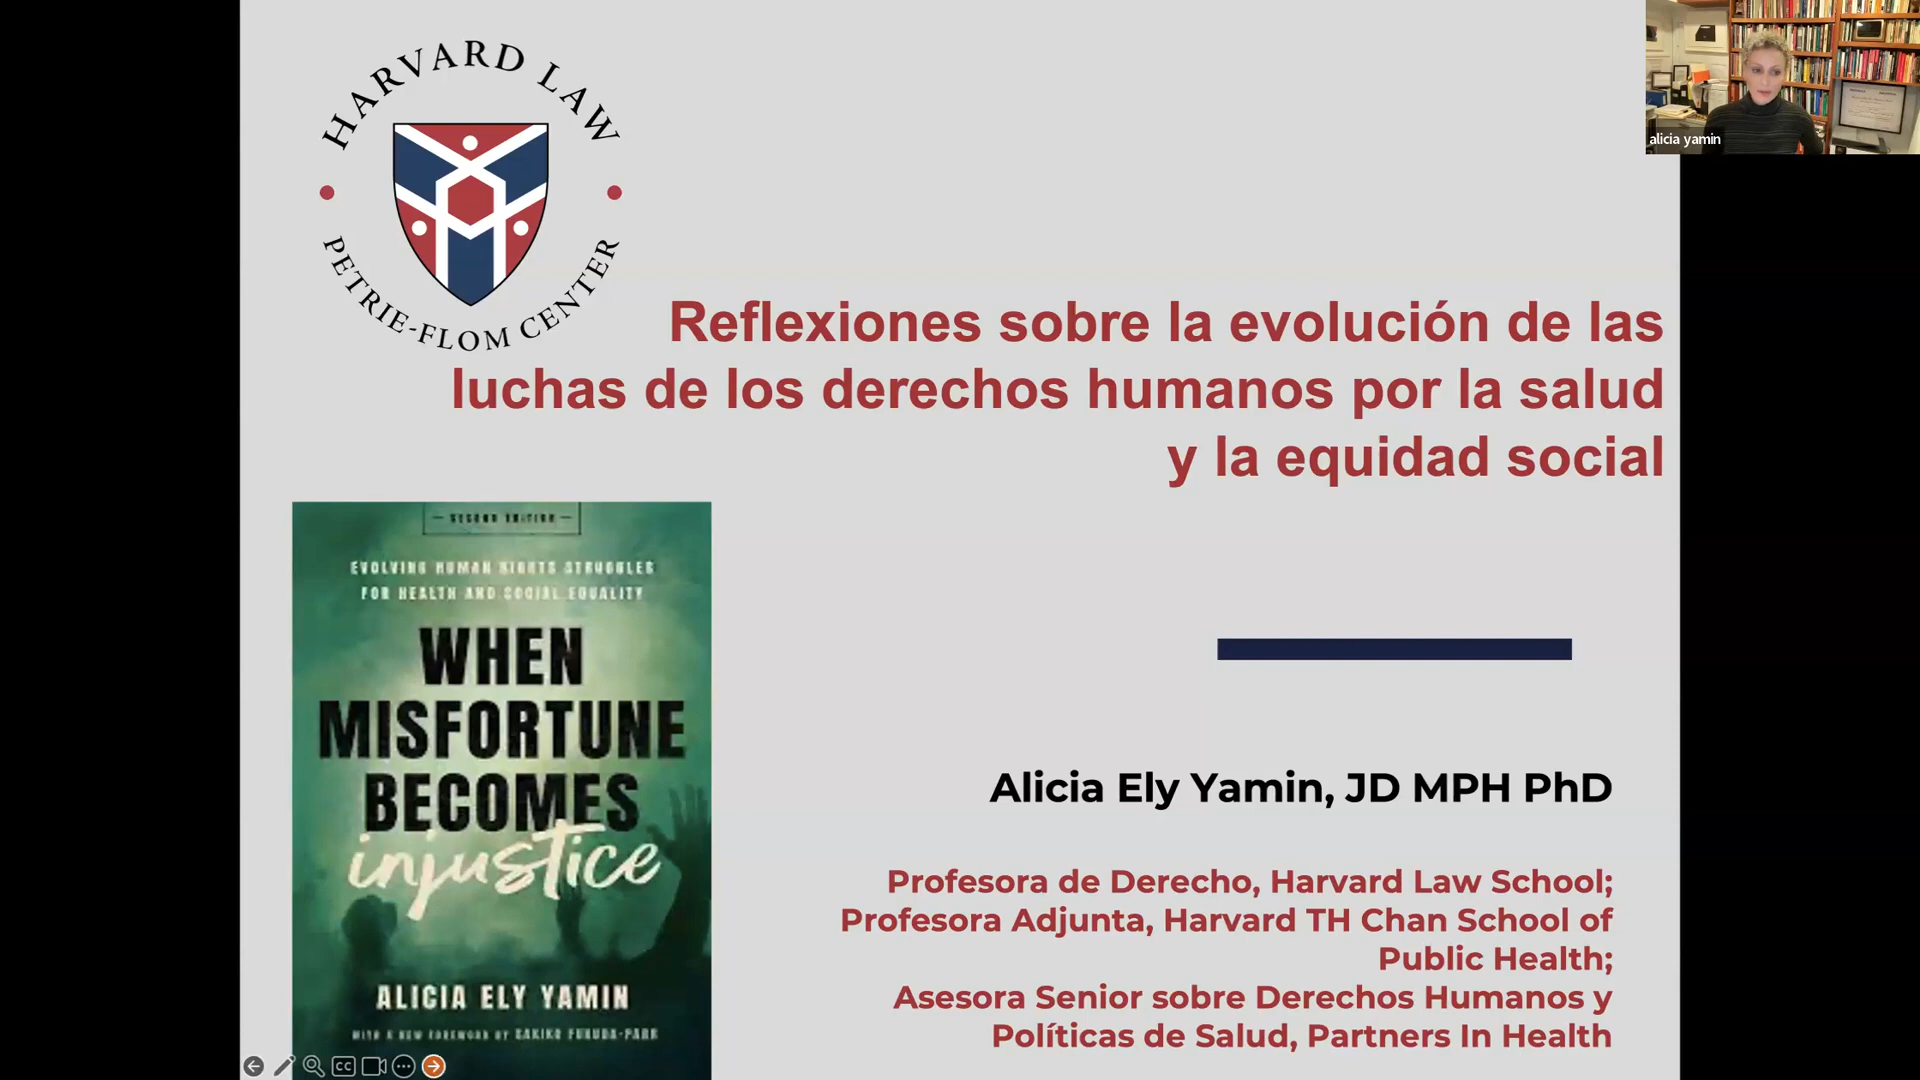 HARVARD LAW
PETRIE-FLOM CENTER
alicia yamin
Reflexiones sobre la evolución de las
luchas de los derechos humanos por la salud
y la equidad social
SECOND EDITION
EVOLVING HUMAN RIGHTS STRUGGLES
FOR HEALTH AND SOCIAL EQUALITY
WHEN
MISFORTUNE
BECOMES
injustice
ALICIA ELY YAMIN
WITH A NEW FOREWORD BY SAKIKO FUKUDA-PARR
Alicia Ely Yamin, JD MPH PhD
Profesora de Derecho, Harvard Law School;
Profesora Adjunta, Harvard TH Chan School of
Public Health;
Asesora Senior sobre Derechos Humanos y
Políticas de Salud, Partners In Health
CC